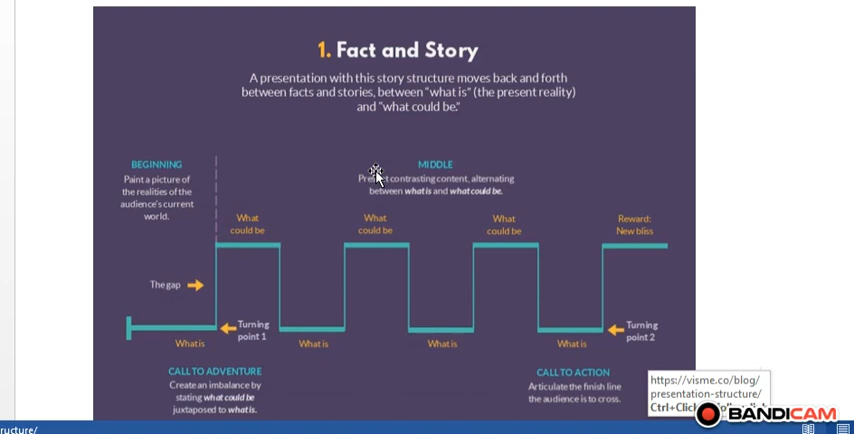 1. Fact and Story
A presentation with this story structure moves back and forth
between facts and stories, between "what is" (the present reality)
and "what could be."
BEGINNING
Paint a picture of
the realities of the
audience's current
world.
MIDDLE
contrasting content, alternating
between what is and what could be.
What
could be
What
could be
What
could be
Reward:
New bliss
The gap
Turning
point 1
Turning
point 2
What is
What is
What is
What is
CALL TO ADVENTURE
Create an imbalance by
stating what could be
juxtaposed to what is.
CALL TO ACTION
Articulate the finish line
the audience is to cross.
https://visme.co/blog/
presentation-structure/
Ctrl+Click
BANDICAM
ructure/